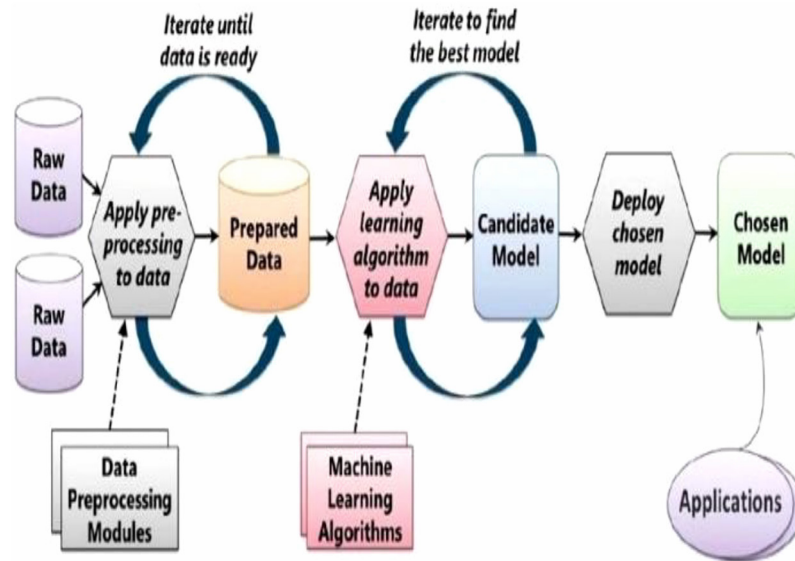 Iterate until
data is ready
Iterate to find
the best model
Raw
Data
Raw
Data
Apply pre-
processing
to data
Prepared
Data
Apply
learning
algorithm
to data
Candidate
Model
Deploy
chosen
model
Chosen
Model
Data
Preprocessing
Modules
Machine
Learning
Algorithms
Applications